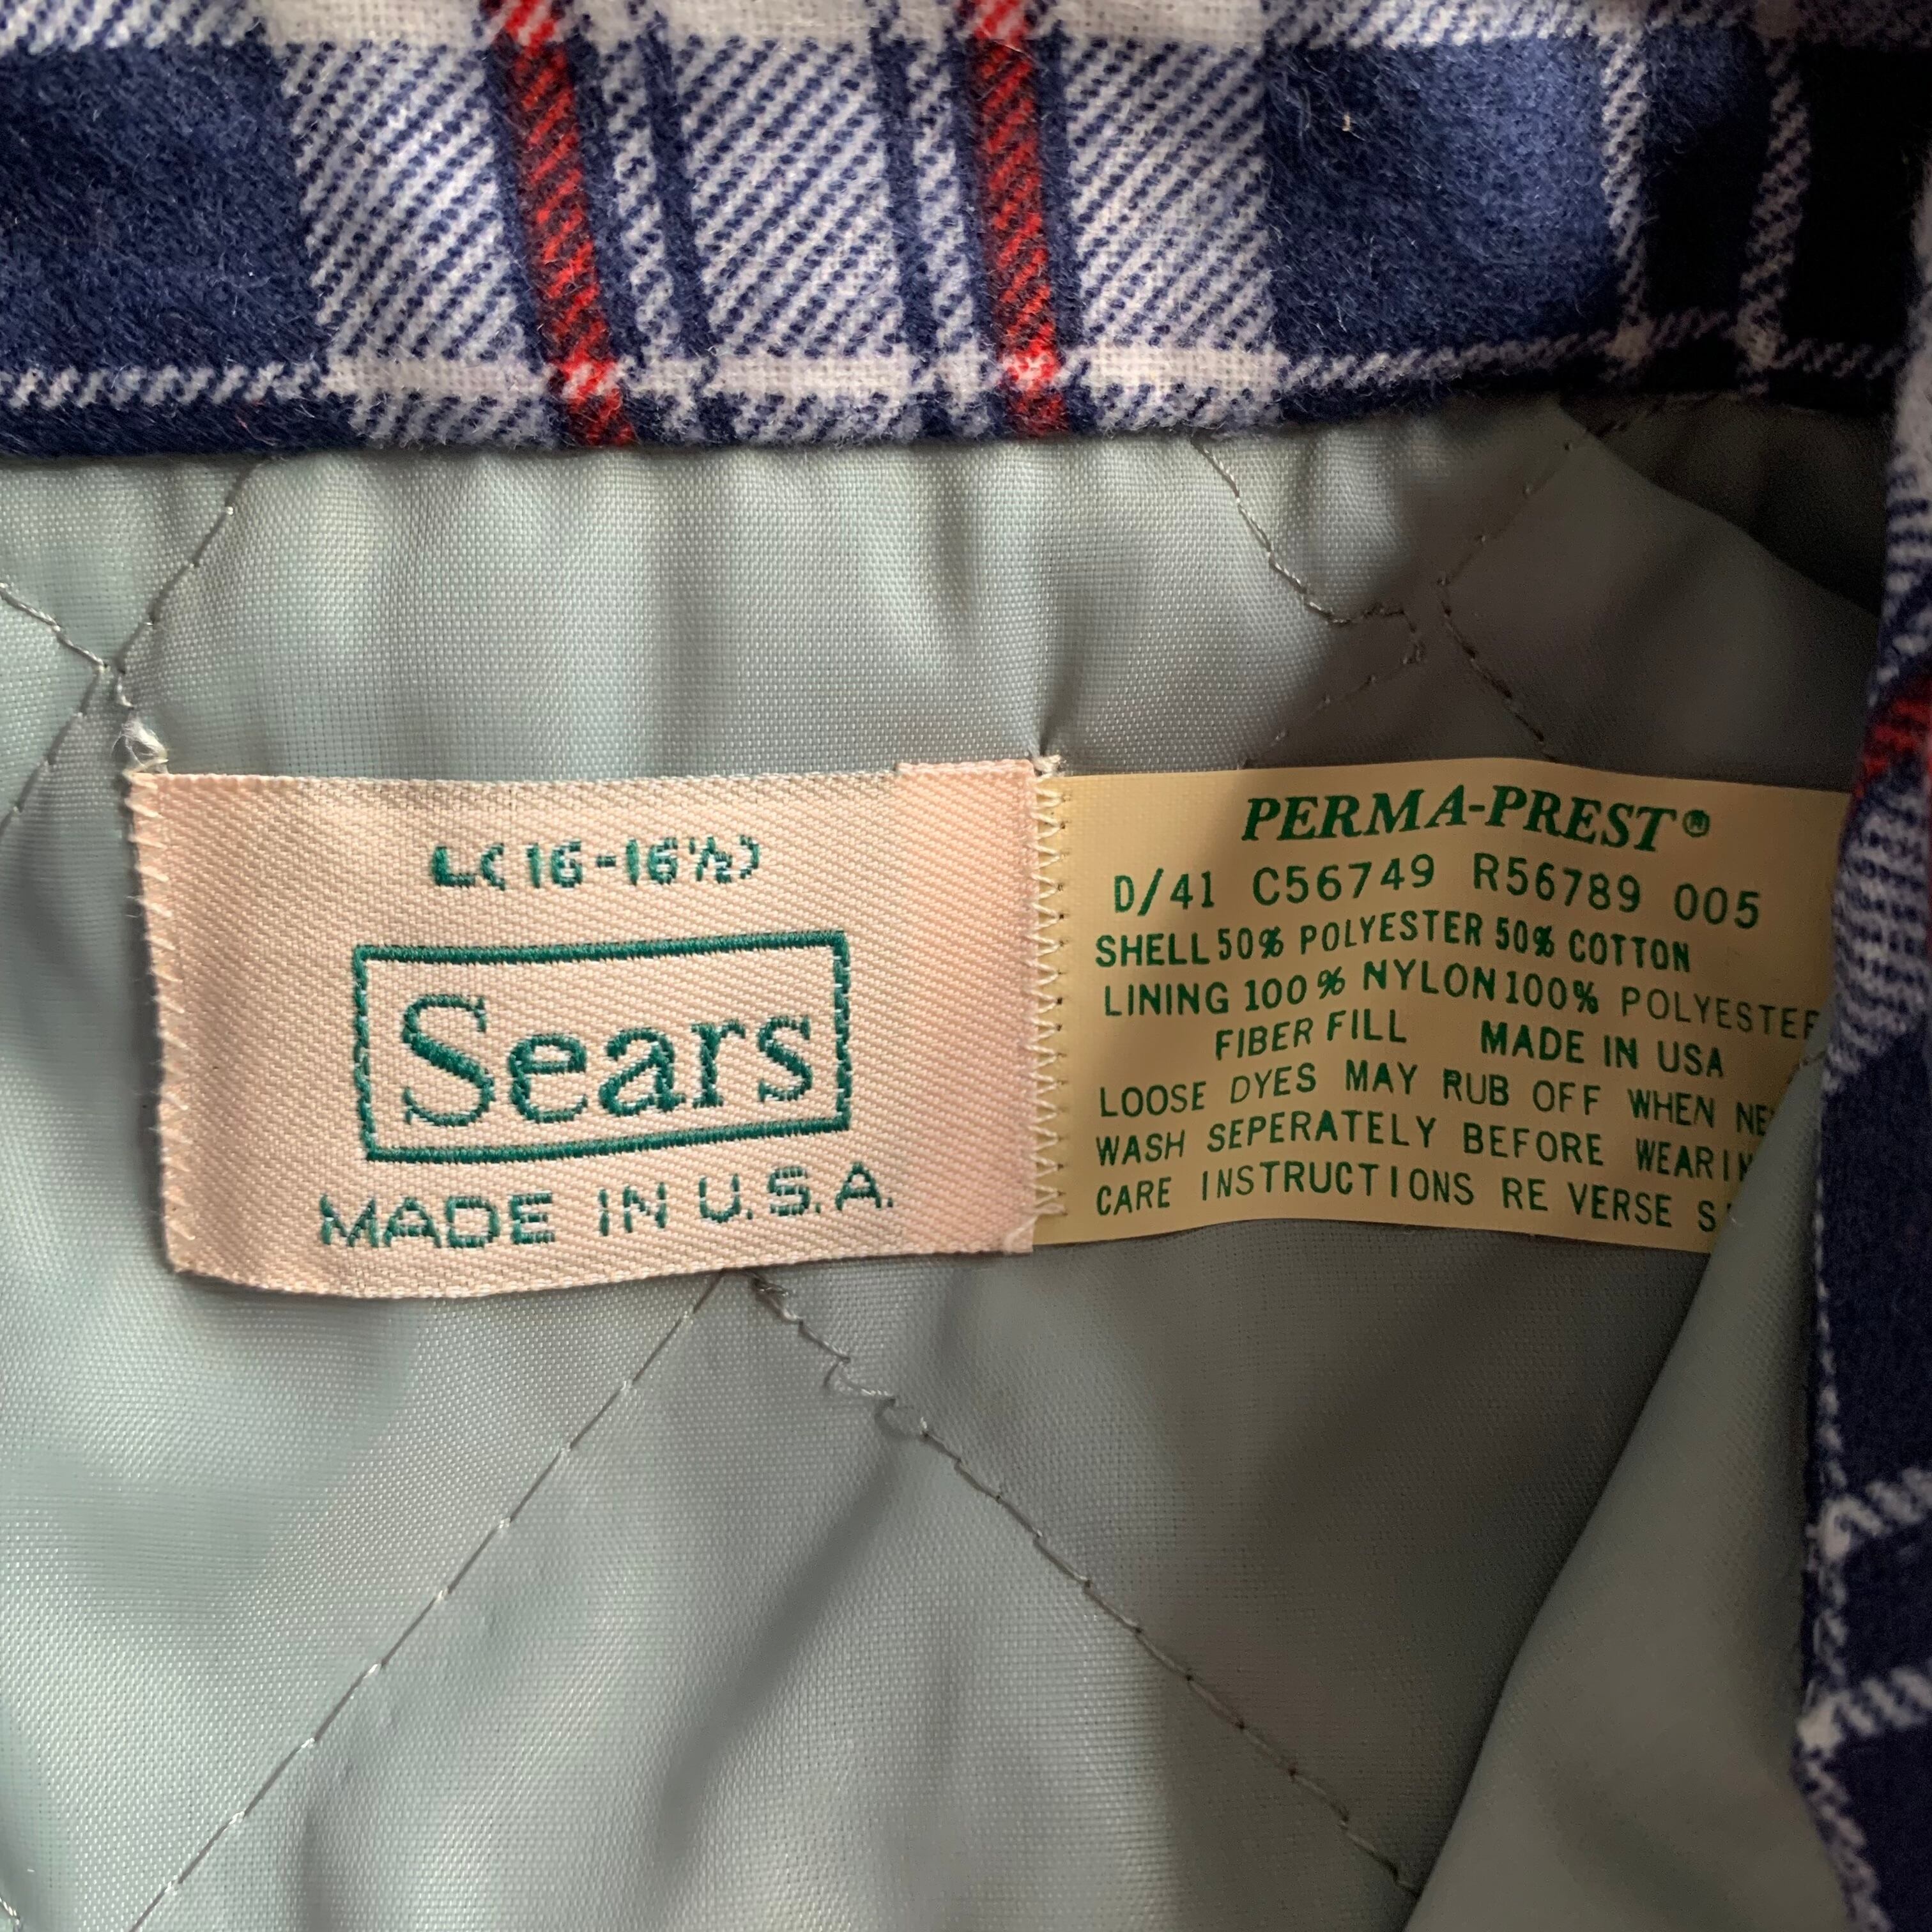 L(16-16½)
Sears
MADE IN U.S.A.
PERMA-PREST®
D/41 C56749 R56789 005
SHELL 50% POLYESTER 50% COTTON
LINING 100% NYLON 100% POLYESTER
FIBER FILL MADE IN USA
LOOSE DYES MAY RUB OFF WHEN
WASH SEPERATELY BEFORE
CARE INSTRUCTIONS RE VERSE